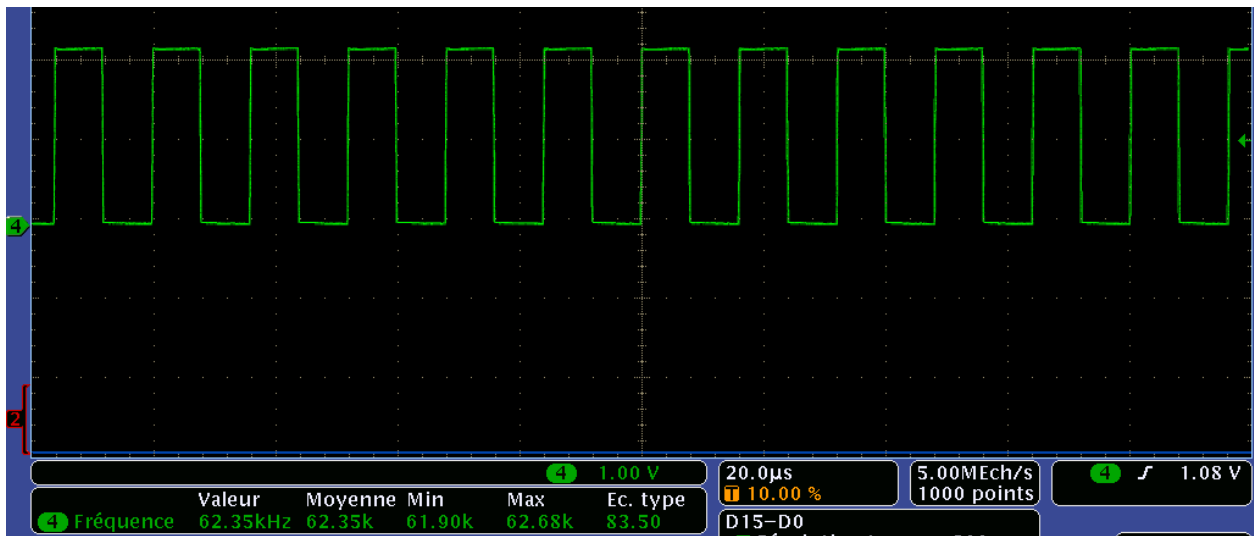 4
2
4 1.00 V
Valeur Moyenne Min Max Ec. type
4 Fréquence 62.35kHz 62.35k 61.90k 62.68k 83.50
20.0µs
T 10.00 %
5.00MEch/s
1000 points
4 1.08 V
D15-D0